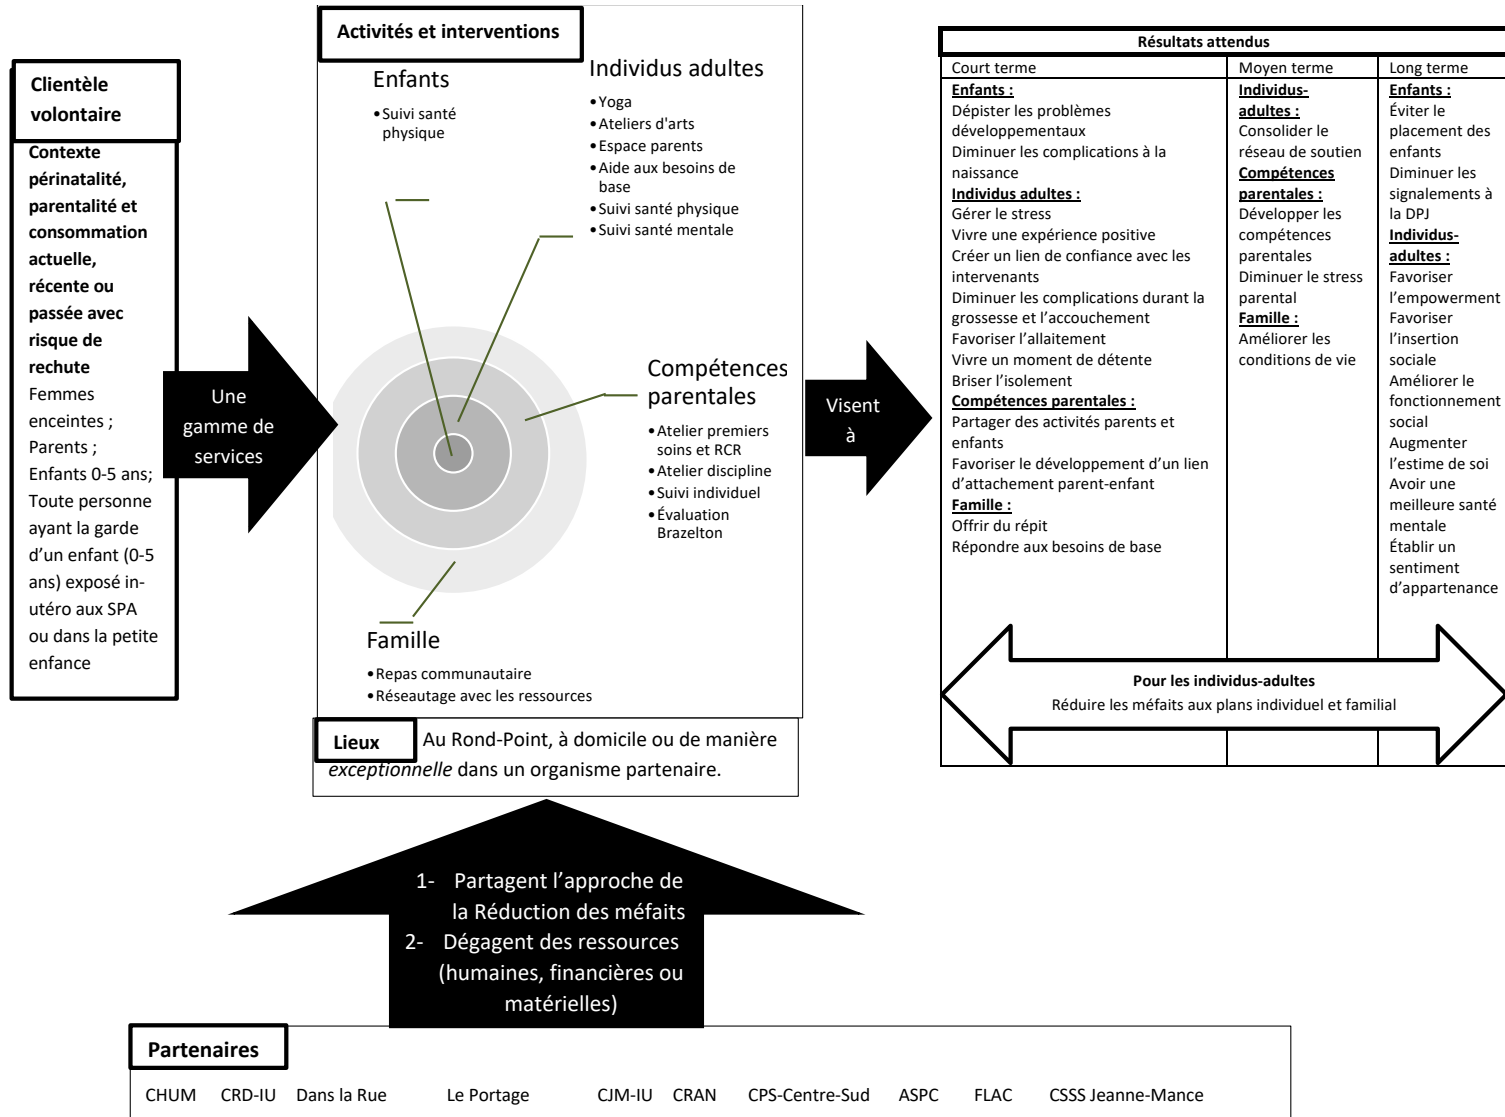 Clientèle
volontaire
Contexte
périnatalité,
parentalité et
consommation
actuelle,
récente ou
passée avec
risque de
rechute
Femmes
enceintes ;
Parents ;
Enfants 0-5 ans;
Toute personne
ayant la garde
d'un enfant (0-5
ans) exposé in-
utéro aux SPA
ou dans la petite
enfance
Une
gamme de
services
Activités et interventions
Enfants
•Suivi santé
physique
Individus adultes
•Yoga
•Ateliers d'arts
•Espace parents
•Aide aux besoins de
base
•Suivi santé physique
•Suivi santé mentale
Compétences
parentales
•Atelier premiers
soins et RCR
•Atelier discipline
•Suivi individuel
•Évaluation
Brazelton
Famille
•Repas communautaire
•Réseautage avec les ressources
Lieux Au Rond-Point, à domicile ou de manière
exceptionnelle dans un organisme partenaire.
Visent
à
Résultats attendus
Court terme
Enfants :
Dépister les problèmes
développementaux
Diminuer les complications à la
naissance
Individus adultes :
Gérer le stress
Vivre une expérience positive
Créer un lien de confiance avec les
intervenants
Diminuer les complications durant la
grossesse et l'accouchement
Favoriser l'allaitement
Vivre un moment de détente
Briser l'isolement
Compétences parentales :
Partager des activités parents et
enfants
Favoriser le développement d'un lien
d'attachement parent-enfant
Famille :
Offrir du répit
Répondre aux besoins de base
Moyen terme
Individus-
adultes :
Consolider le
réseau de soutien
Compétences
parentales :
Développer les
compétences
parentales
Diminuer le stress
parental
Famille :
Améliorer les
conditions de vie
Long terme
Enfants :
Éviter le
placement des
enfants
Diminuer les
signalements à
la DPJ
Individus-
adultes :
Favoriser
l'empowerment
Favoriser
l'insertion
sociale
Améliorer le
fonctionnement
social
Augmenter
l'estime de soi
Avoir une
meilleure santé
mentale
Établir un
sentiment
d'appartenance
Pour les individus-adultes
Réduire les méfaits aux plans individuel et familial
1- Partagent l'approche de
la Réduction des méfaits
2- Dégagent des ressources
(humaines, financières ou
matérielles)
Partenaires
CHUM CRD-IU Dans la Rue Le Portage CJM-IU CRAN CPS-Centre-Sud ASPC FLAC CSSS Jeanne-Mance